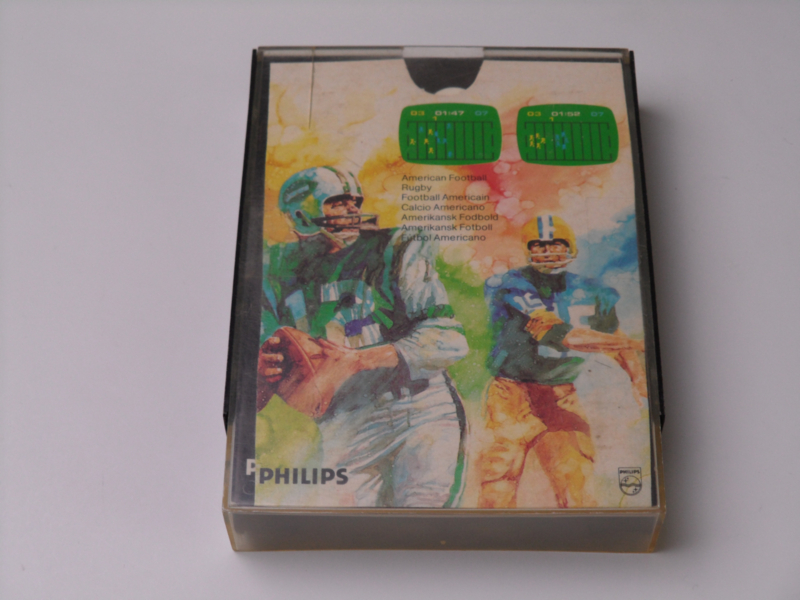 03 01:47 07
03 01:52 07
American Football
Rugby
Football Americain
Calcio Americano
Amerikansk Fodbold
Amerikansk Fotboll
Fútbol Americano
PHILIPS
PHILIPS